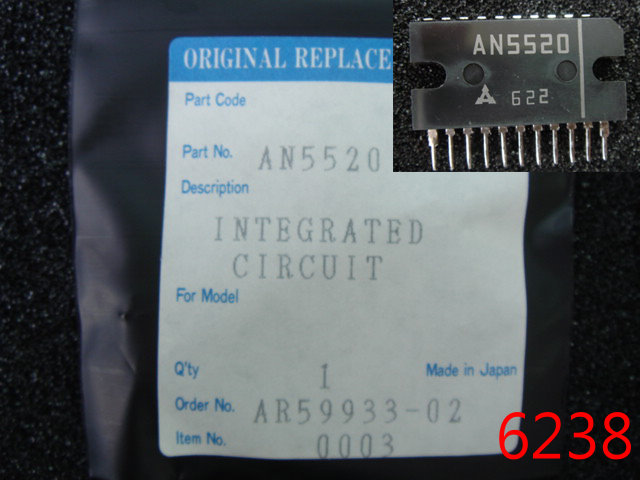 ORIGINAL REPLACE
Part Code
Part No. AN5520
Description
INTEGRATED
CIRCUIT
For Model
Q'ty 1 Made in Japan
Order No. AR59933-02
Item No. 0003
AN5520
622
6238